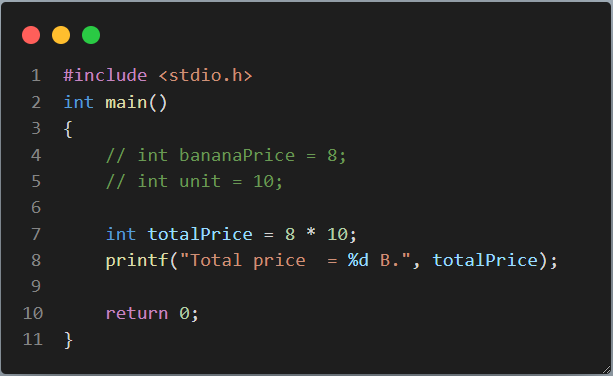 1 #include <stdio.h>
2 int main()
3 {
4     // int bananaPrice = 8;
5     // int unit = 10;
6
7     int totalPrice = 8 * 10;
8     printf("Total price  = %d B.", totalPrice);
9
10     return 0;
11 }